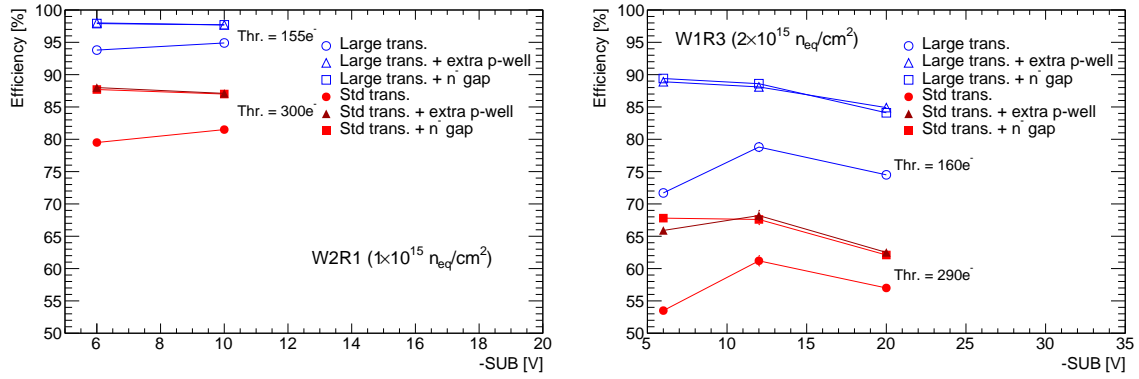 Efficiency [%]
100
95
90
85
80
75
70
65
60
55
50
Thr. = 155e⁻
Large trans.
Large trans. + extra p-well
Large trans. + n⁻ gap
Std trans.
Std trans. + extra p-well
Std trans. + n⁻ gap
Thr. = 300e⁻
W2R1 (1×10¹⁵ n_eq/cm²)
6 8 10 12 14 16 18 20
-SUB [V]
Efficiency [%]
100
95
90
85
80
75
70
65
60
55
50
W1R3 (2×10¹⁵ n_eq/cm²)
Large trans.
Large trans. + extra p-well
Large trans. + n⁻ gap
Std trans.
Std trans. + extra p-well
Std trans. + n⁻ gap
Thr. = 160e⁻
Thr. = 290e⁻
5 10 15 20 25 30 35
-SUB [V]